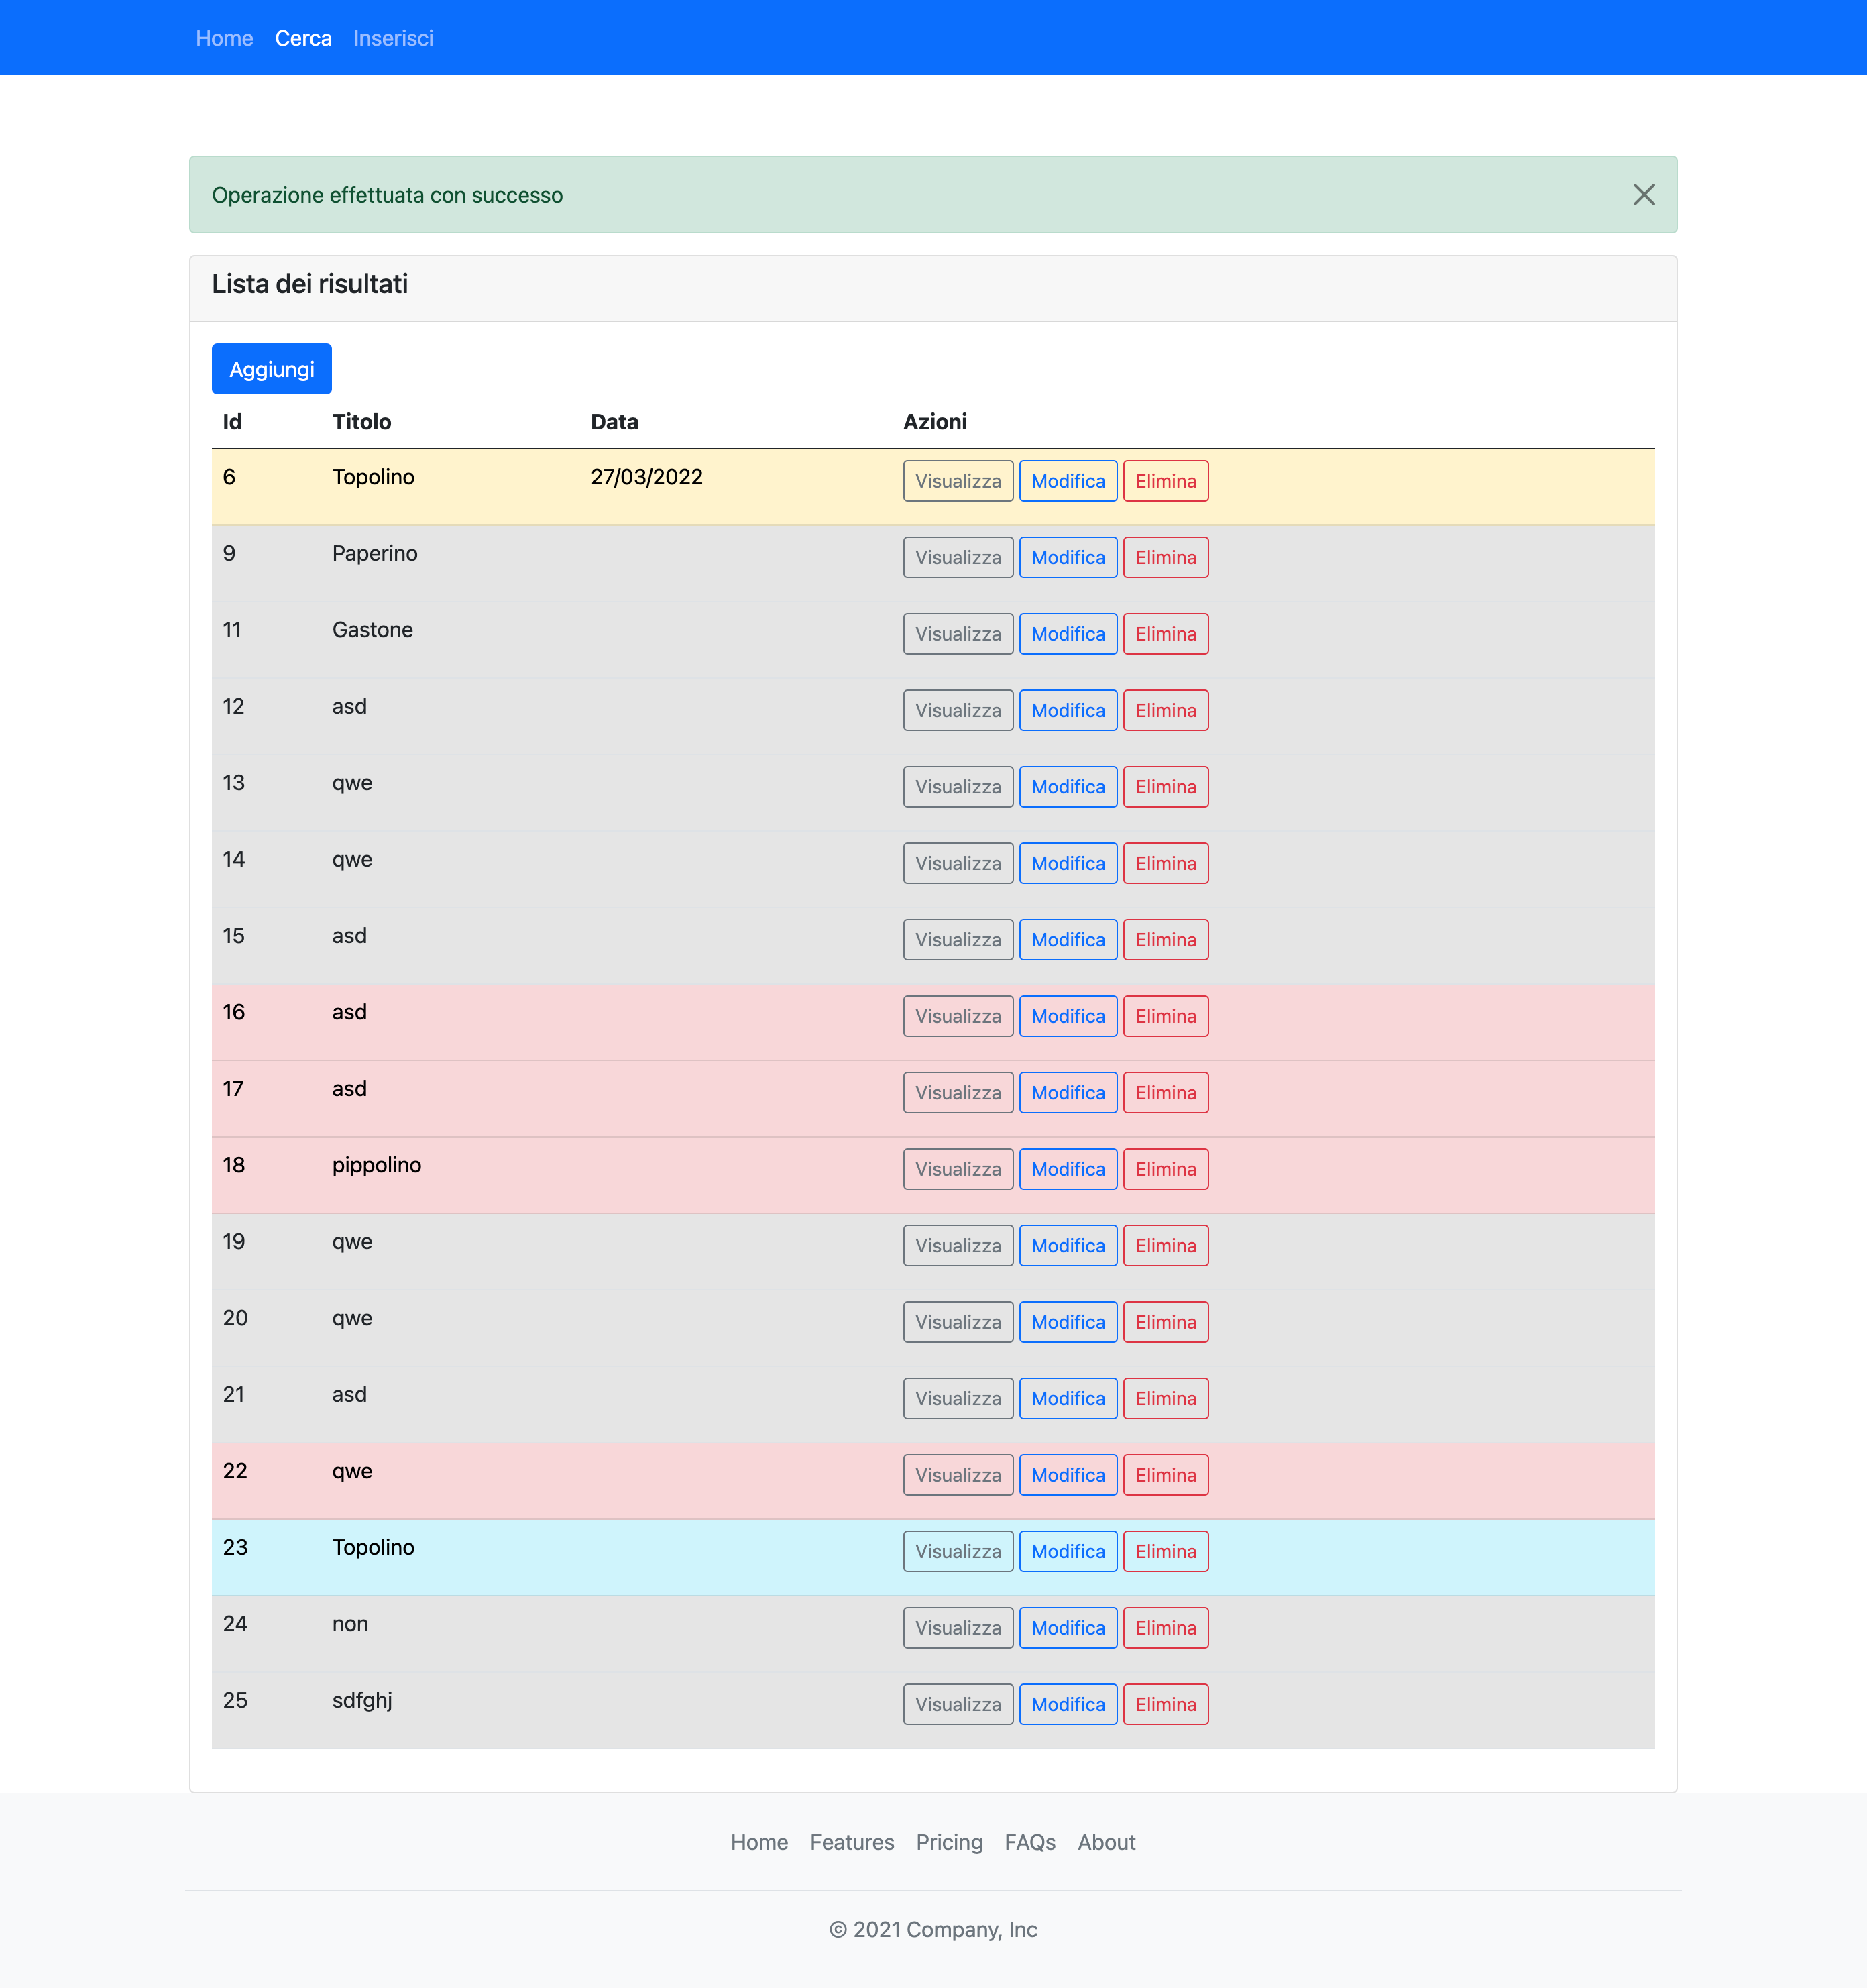 Home Cerca Inserisci
Operazione effettuata con successo
Lista dei risultati
Aggiungi
Id Titolo Data Azioni
6 Topolino 27/03/2022 Visualizza Modifica Elimina
9 Paperino Visualizza Modifica Elimina
11 Gastone Visualizza Modifica Elimina
12 asd Visualizza Modifica Elimina
13 qwe Visualizza Modifica Elimina
14 qwe Visualizza Modifica Elimina
15 asd Visualizza Modifica Elimina
16 asd Visualizza Modifica Elimina
17 asd Visualizza Modifica Elimina
18 pippolino Visualizza Modifica Elimina
19 qwe Visualizza Modifica Elimina
20 qwe Visualizza Modifica Elimina
21 asd Visualizza Modifica Elimina
22 qwe Visualizza Modifica Elimina
23 Topolino Visualizza Modifica Elimina
24 non Visualizza Modifica Elimina
25 sdfghj Visualizza Modifica Elimina
Home Features Pricing FAQs About
© 2021 Company, Inc